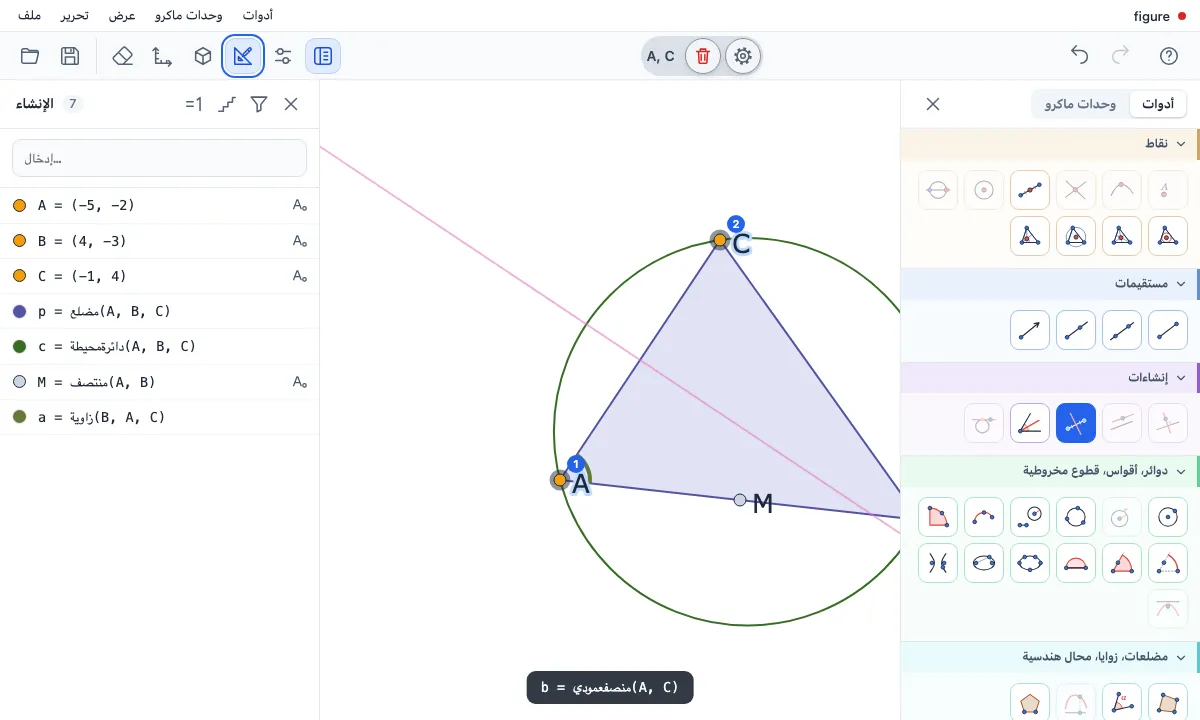 ملف تحرير عرض وحدات ماكرو أدوات
figure
A, C
الإنشاء 7
=1
إدخال...
A = (-5, -2)
B = (4, -3)
C = (-1, 4)
p = مضلع(A, B, C)
c = دائرةمحيطة(A, B, C)
M = منتصف(A, B)
a = زاوية(B, A, C)
2
C
1
A
M
b = منصفعمودي(A, C)
أدوات وحدات ماكرو
نقاط
A
مستقيمات
إنشاءات
دوائر، أقواس، قطوع مخروطية
مضلعات، زوايا، محال هندسية
α